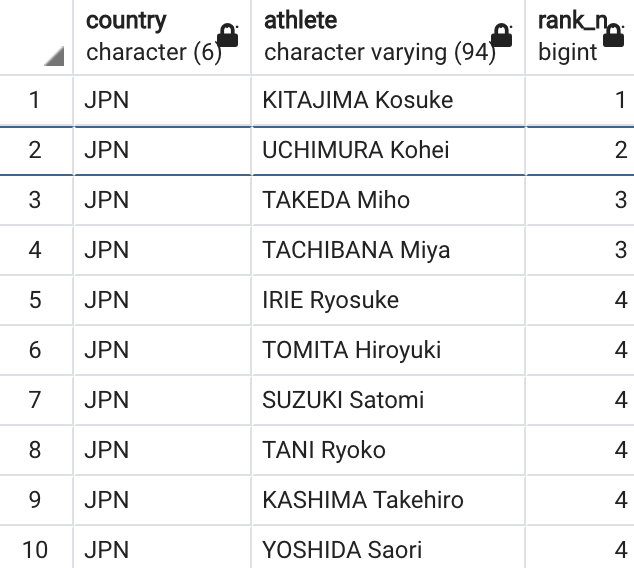 country athlete rank_n..
character (6) character varying (94) bigint
1 JPN KITAJIMA Kosuke 1
2 JPN UCHIMURA Kohei 2
3 JPN TAKEDA Miho 3
4 JPN TACHIBANA Miya 3
5 JPN IRIE Ryosuke 4
6 JPN TOMITA Hiroyuki 4
7 JPN SUZUKI Satomi 4
8 JPN TANI Ryoko 4
9 JPN KASHIMA Takehiro 4
10 JPN YOSHIDA Saori 4